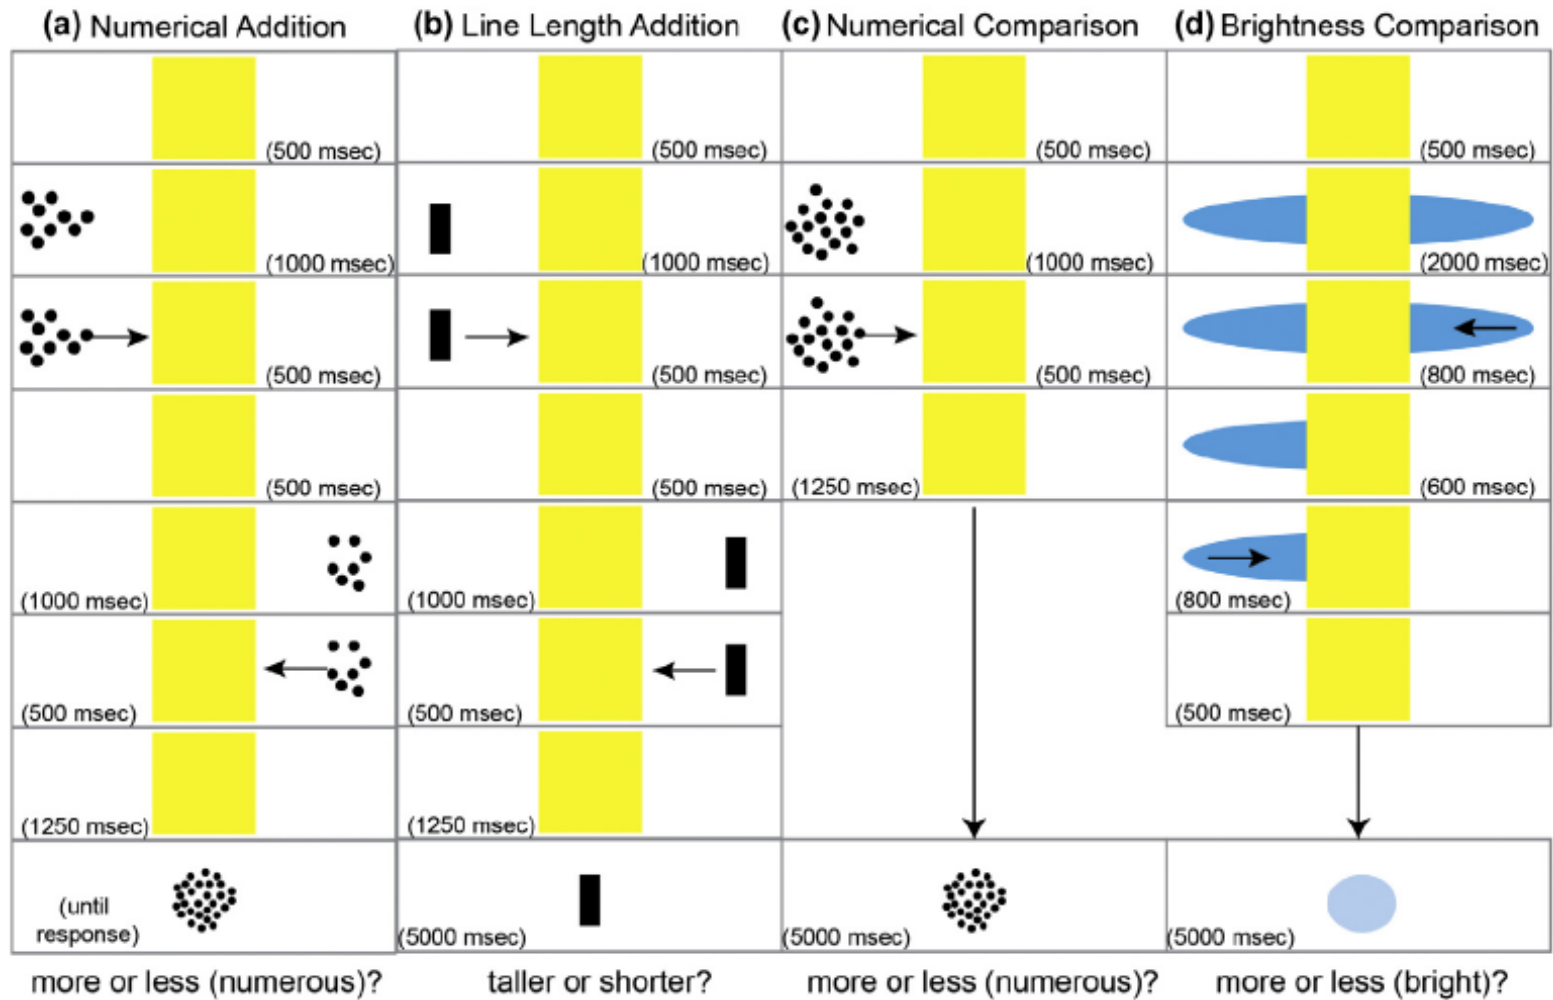 (a) Numerical Addition
(500 msec)
(1000 msec)
(500 msec)
(500 msec)
(1000 msec)
(500 msec)
(1250 msec)
(until
response)
more or less (numerous)?
(b) Line Length Addition
(500 msec)
(1000 msec)
(500 msec)
(500 msec)
(1000 msec)
(500 msec)
(1250 msec)
(5000 msec)
taller or shorter?
(c) Numerical Comparison
(500 msec)
(1000 msec)
(500 msec)
(1250 msec)
(5000 msec)
more or less (numerous)?
(d) Brightness Comparison
(500 msec)
(2000 msec)
(800 msec)
(600 msec)
(800 msec)
(500 msec)
(5000 msec)
more or less (bright)?